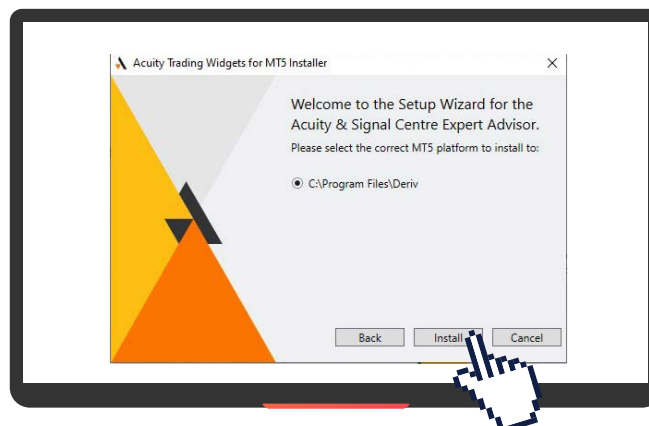 Acuity Trading Widgets for MT5 Installer
Welcome to the Setup Wizard for the
Acuity & Signal Centre Expert Advisor.
Please select the correct MT5 platform to install to:
C:\Program Files\Deriv
Back Install Cancel